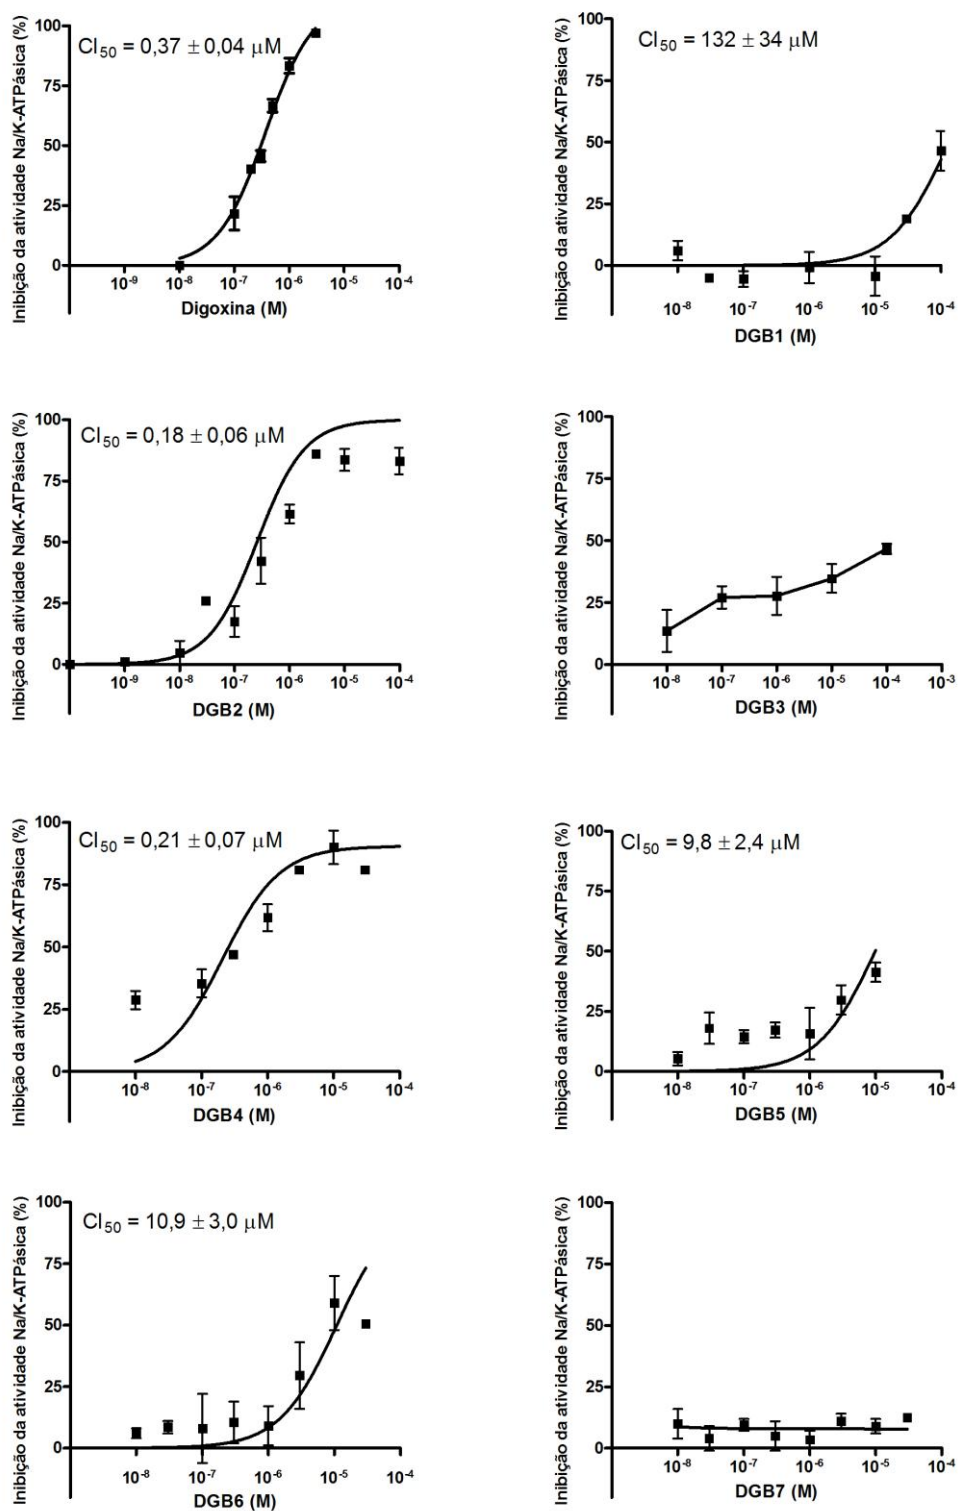 Inibição da atividade Na/K-ATPásica (%)
CI50 = 0,37 ± 0,04 µM
100
75
50
25
0
10-9 10-8 10-7 10-6 10-5 10-4
Digoxina (M)
Inibição da atividade Na/K-ATPásica (%)
CI50 = 132 ± 34 µM
100
75
50
25
0
10-8 10-7 10-6 10-5 10-4
DGB1 (M)
Inibição da atividade Na/K-ATPásica (%)
CI50 = 0,18 ± 0,06 µM
100
75
50
25
0
10-9 10-8 10-7 10-6 10-5 10-4
DGB2 (M)
Inibição da atividade Na/K-ATPásica (%)
100
75
50
25
0
10-8 10-7 10-6 10-5 10-4 10-3
DGB3 (M)
Inibição da atividade Na/K-ATPásica (%)
CI50 = 0,21 ± 0,07 µM
100
75
50
25
0
10-8 10-7 10-6 10-5 10-4
DGB4 (M)
Inibição da atividade Na/K-ATPásica (%)
CI50 = 9,8 ± 2,4 µM
100
75
50
25
0
10-8 10-7 10-6 10-5 10-4
DGB5 (M)
Inibição da atividade Na/K-ATPásica (%)
CI50 = 10,9 ± 3,0 µM
100
75
50
25
0
10-8 10-7 10-6 10-5 10-4
DGB6 (M)
Inibição da atividade Na/K-ATPásica (%)
100
75
50
25
0
10-8 10-7 10-6 10-5 10-4
DGB7 (M)